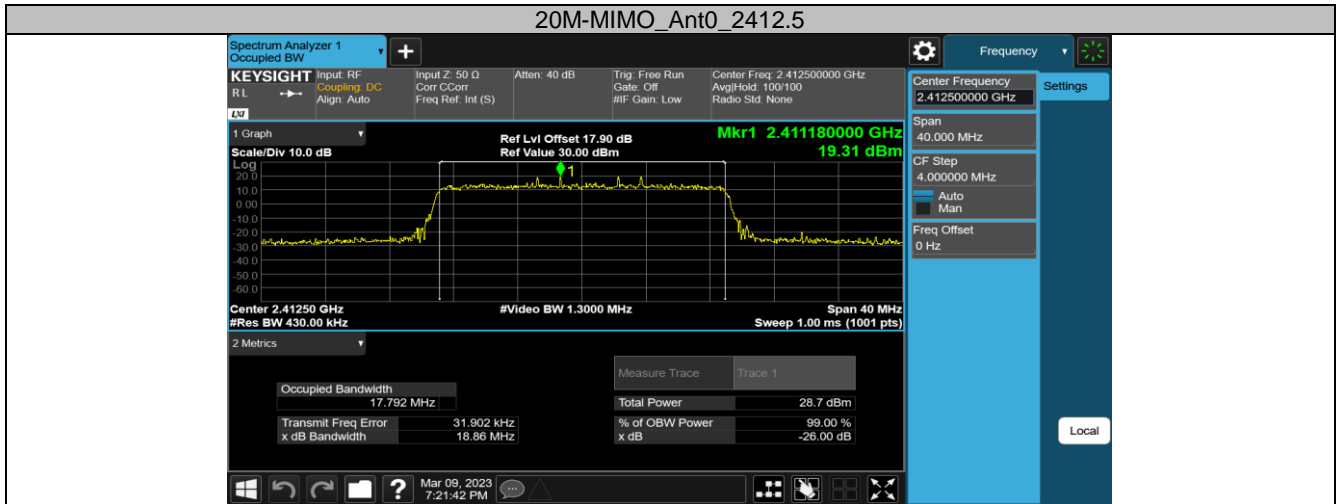 20M-MIMO_Ant0_2412.5
Spectrum Analyzer 1
Occupied BW
+
Frequency
KEYSIGHT
RL
LXI
Input: RF
Coupling: DC
Align: Auto
Input Z: 50 Ω
Corr CCorr
Freq Ref: Int (S)
Atten: 40 dB
Trig: Free Run
Gate: Off
#IF Gain: Low
Center Freq: 2.412500000 GHz
Avg|Hold: 100/100
Radio Std: None
Center Frequency
2.412500000 GHz
Settings
Span
40.000 MHz
CF Step
4.000000 MHz
Auto
Man
Freq Offset
0 Hz
Local
1 Graph
Scale/Div 10.0 dB
Ref Lvl Offset 17.90 dB
Ref Value 30.00 dBm
Mkr1 2.411180000 GHz
19.31 dBm
Log
20.0
10.0
0.00
-10.0
-20.0
-30.0
-40.0
-50.0
-60.0
1
Center 2.41250 GHz
#Res BW 430.00 kHz
#Video BW 1.3000 MHz
Span 40 MHz
Sweep 1.00 ms (1001 pts)
2 Metrics
Measure Trace Trace 1
Occupied Bandwidth
17.792 MHz
Total Power 28.7 dBm
Transmit Freq Error 31.902 kHz
% of OBW Power 99.00 %
x dB Bandwidth 18.86 MHz
x dB -26.00 dB
?
Mar 09, 2023
7:21:42 PM